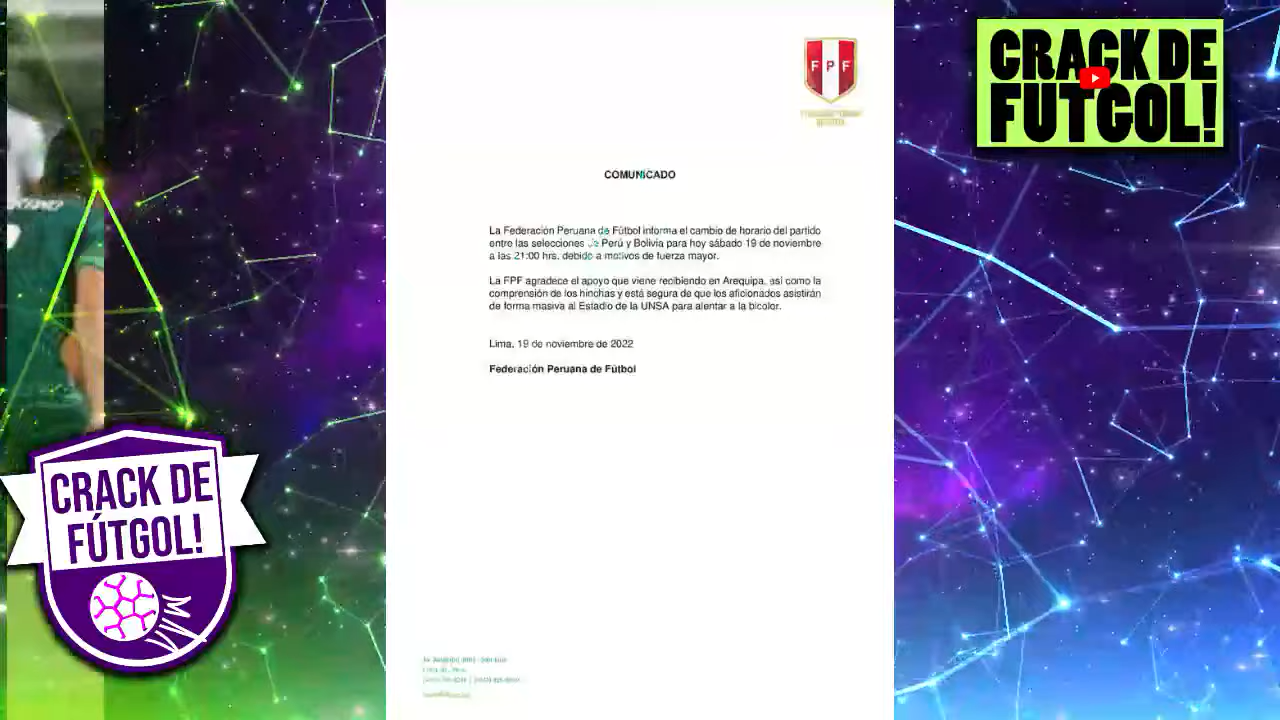 CRACK DE
FUTGOL!
FPF
COMUNICADO
La Federación Peruana de Fútbol informa el cambio de horario del partido
entre las selecciones de Perú y Bolivia para hoy sábado 19 de noviembre
a las 21:00 hrs. debido a motivos de fuerza mayor.
La FPF agradece el apoyo que viene recibiendo en Arequipa, así como la
comprensión de los hinchas y está segura de que los aficionados asistirán
de forma masiva al Estadio de la UNSA para alentar a la bicolor.
Lima, 19 de noviembre de 2022
Federación Peruana de Fútbol
CRACK DE
FÚTGOL!